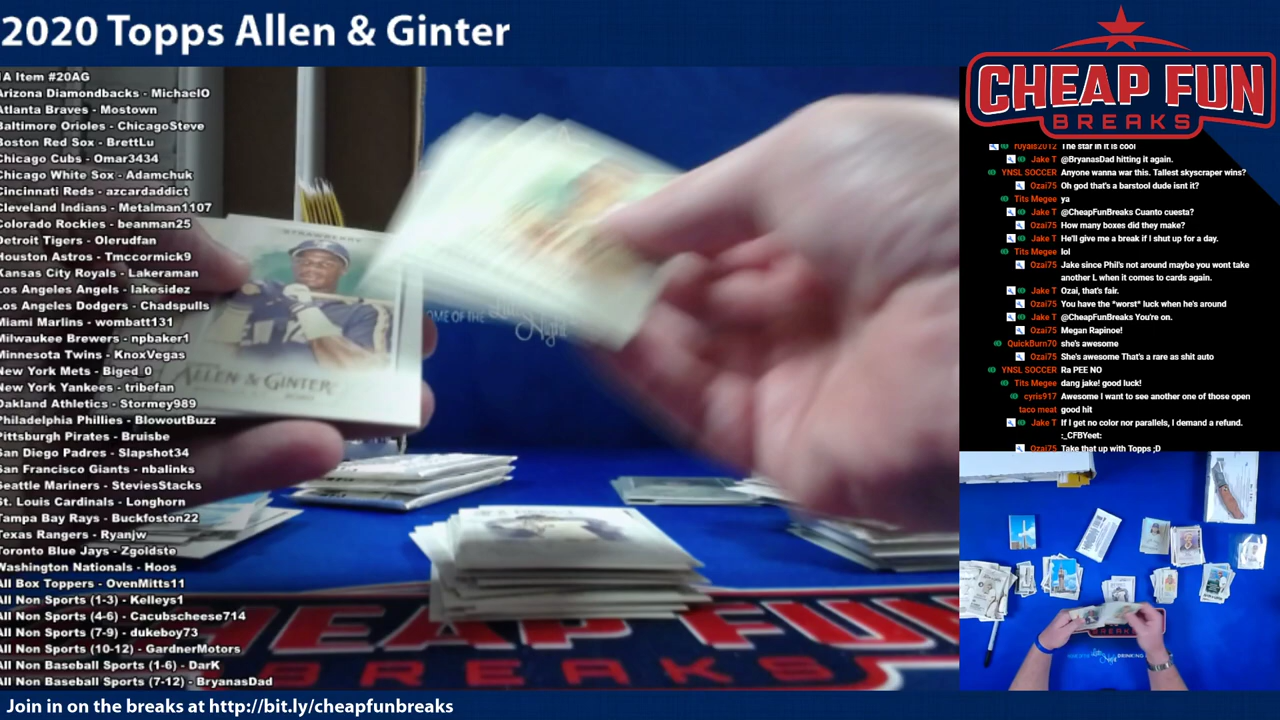 2020 Topps Allen & Ginter
A Item #20AG
Arizona Diamondbacks - MichaelO
Atlanta Braves - Mostown
Baltimore Orioles - ChicagoSteve
Boston Red Sox - BrettLu
Chicago Cubs - Omar3434
Chicago White Sox - Adamchuk
Cincinnati Reds - azcardaddict
Cleveland Indians - Metalman1107
Colorado Rockies - beanman25
Detroit Tigers - Olerudfan
Houston Astros - Tmccormick9
Kansas City Royals - Lakeraman
Los Angeles Angels - lakesidez
Los Angeles Dodgers - Chadspulls
Miami Marlins - wombatt131
Milwaukee Brewers - npbaker1
Minnesota Twins - KnoxVegas
New York Mets - Biged_0
New York Yankees - tribefan
Oakland Athletics - Stormey989
Philadelphia Phillies - BlowoutBuzz
Pittsburgh Pirates - Bruisbe
San Diego Padres - Slapshot34
San Francisco Giants - nbalinks
Seattle Mariners - SteviesStacks
St. Louis Cardinals - Longhorn
Tampa Bay Rays - Buckfoston22
Texas Rangers - Ryanjw
Toronto Blue Jays - Zgoldste
Washington Nationals - Hoos
All Box Toppers - OvenMitts11
All Non Sports (1-3) - Kelleys1
All Non Sports (4-6) - Cacubscheese714
All Non Sports (7-9) - dukeboy73
All Non Sports (10-12) - GardnerMotors
All Non Baseball Sports (1-6) - DarK
All Non Baseball Sports (7-12) - BryanasDad
STRAWBERRY
ALLEN & GINTER
OME OF THE
CHEAP FUN
BREAKS
CHEAP FUN
BREAKS
royals2012 The star in it is cool
Jake T @BryanasDad hitting it again.
YNSL SOCCER Anyone wanna war this. Tallest skyscraper wins?
Ozai75 Oh god that's a barstool dude isnt it?
Tits Megee ya
Jake T @CheapFunBreaks Cuanto cuesta?
Ozai75 How many boxes did they make?
Jake T He'll give me a break if I shut up for a day.
Tits Megee lol
Ozai75 Jake since Phil's not around maybe you wont take
another L when it comes to cards again.
Jake T Ozai, that's fair.
Ozai75 You have the *worst* luck when he's around
Jake T @CheapFunBreaks You're on.
Ozai75 Megan Rapinoe!
QuickBurn70 she's awesome
Ozai75 She's awesome That's a rare as shit auto
YNSL SOCCER Ra PEE NO
Tits Megee dang jake! good luck!
cyris917 Awesome I want to see another one of those open
taco meat good hit
Jake T If I get no color nor parallels, I demand a refund.
:_CFBYeet:
Ozai75 Take that up with Topps ;D
Join in on the breaks at http://bit.ly/cheapfunbreaks